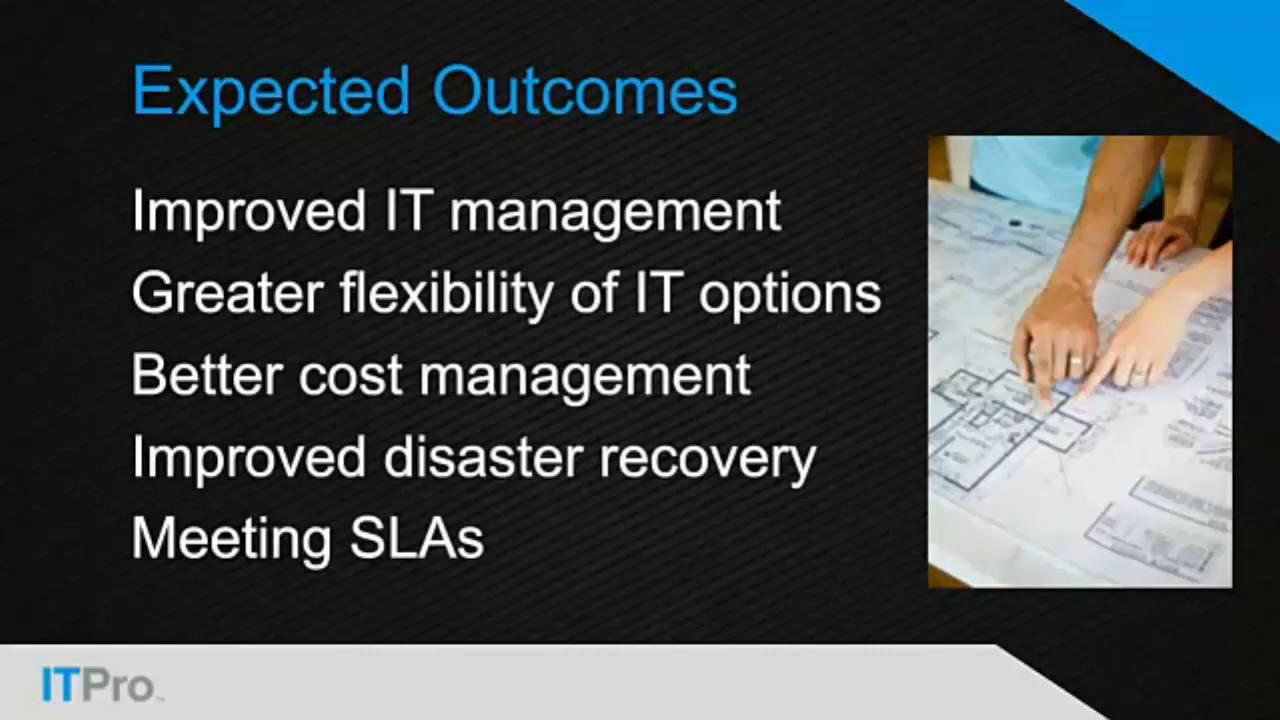 Expected Outcomes
Improved IT management
Greater flexibility of IT options
Better cost management
Improved disaster recovery
Meeting SLAs
ITPro